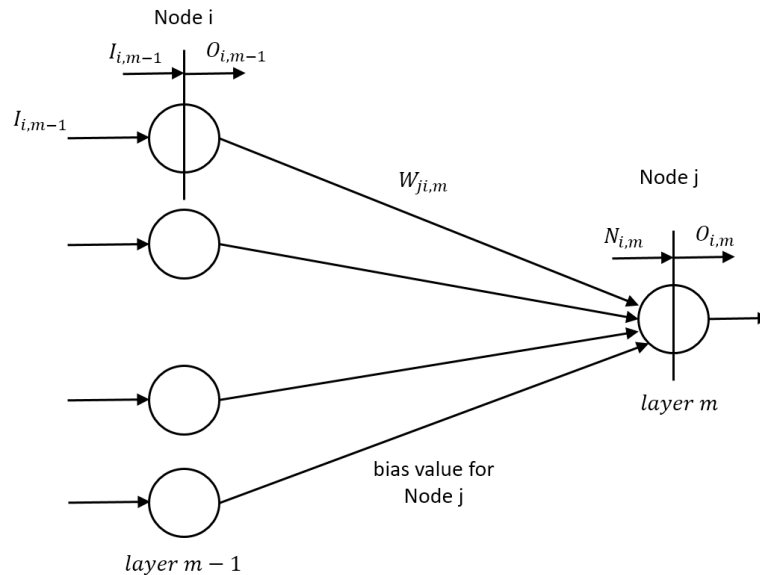 Node i
I_{i,m−1} O_{i,m−1}
I_{i,m−1}
W_{ji,m}
Node j
N_{i,m} O_{i,m}
layer m
bias value for
Node j
layer m − 1